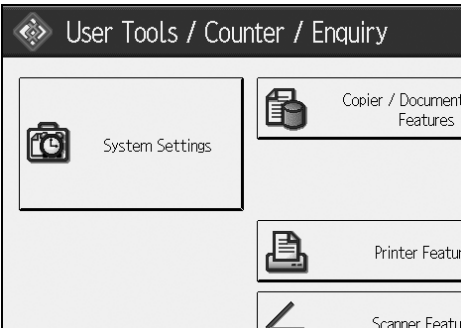 User Tools / Counter / Enquiry
System Settings
Copier / Document
Features
Printer Featur
Scanner Featu